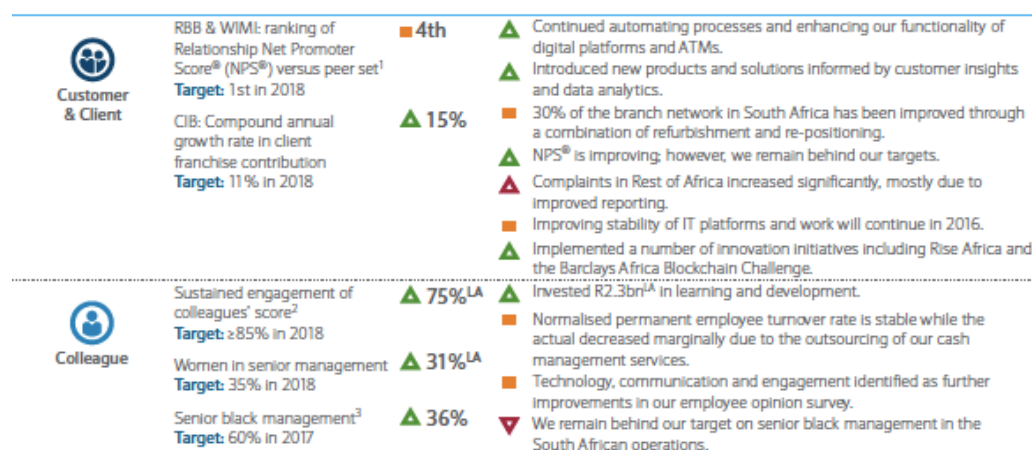 Customer
& Client
RBB & WIMI: ranking of
Relationship Net Promoter
Score® (NPS®) versus peer set¹
Target: 1st in 2018
4th
CIB: Compound annual
growth rate in client
franchise contribution
Target: 11% in 2018
15%
Continued automating processes and enhancing our functionality of
digital platforms and ATMs.
Introduced new products and solutions informed by customer insights
and data analytics.
30% of the branch network in South Africa has been improved through
a combination of refurbishment and re-positioning.
NPS® is improving; however, we remain behind our targets.
Complaints in Rest of Africa increased significantly, mostly due to
improved reporting.
Improving stability of IT platforms and work will continue in 2016.
Implemented a number of innovation initiatives including Rise Africa and
the Barclays Africa Blockchain Challenge.
Colleague
Sustained engagement of
colleagues' score²
Target: ≥85% in 2018
75%ᴸᴬ
Women in senior management
Target: 35% in 2018
31%ᴸᴬ
Senior black management³
Target: 60% in 2017
36%
Invested R2.3bnᴸᴬ in learning and development.
Normalised permanent employee turnover rate is stable while the
actual decreased marginally due to the outsourcing of our cash
management services.
Technology, communication and engagement identified as further
improvements in our employee opinion survey.
We remain behind our target on senior black management in the
South African operations.